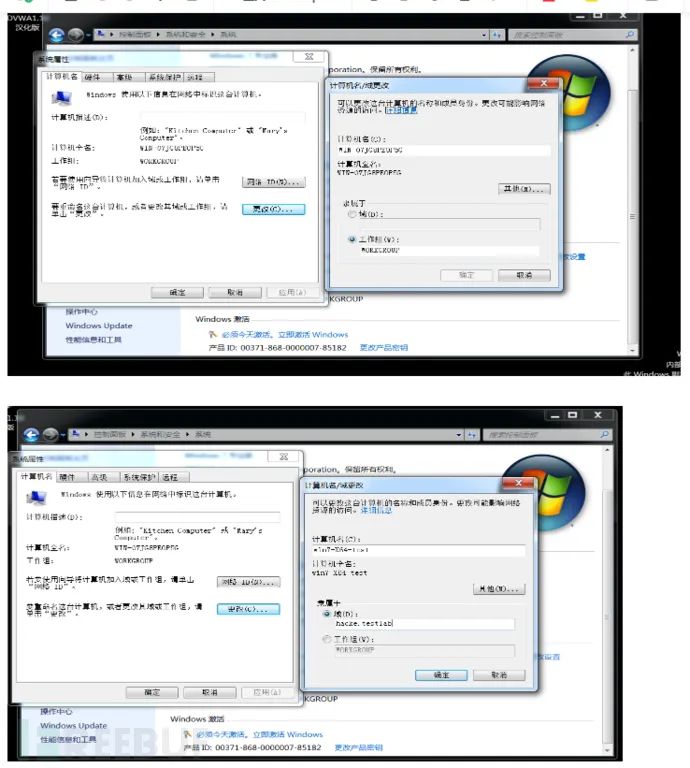 DVWA1.
汉化版
控制面板 ▸ 系统和安全 ▸ 系统
搜索控制面板
系统属性
计算机名 硬件 高级 系统保护 远程
Windows 使用以下信息在网络中标识这台计算机。
计算机描述(D):
例如: "Kitchen Computer" 或 "Mary's
Computer"。
计算机全名: WIN-O7JG8PEOP5G
工作组: WORKGROUP
若要使用向导将计算机加入域或工作组，请单击
"网络 ID"。
网络 ID(N)...
要重命名这台计算机，或者更改其域或工作组，请
单击"更改"。
更改(C)...
确定 取消 应用(A)
poration。保留所有权利。
计算机名/域更改
可以更改这台计算机的名称和成员身份。更改可能影响网络
资源的访问。详细信息
计算机名(C):
WIN-O7JG8PEOP5G
计算机全名:
WIN-O7JG8PEOP5G
其他(M)...
隶属于
域(D):
工作组(W):
WORKGROUP
确定 取消
改设置
KGROUP
操作中心
Windows Update
性能信息和工具
Windows 激活
必须今天激活。立即激活 Windows
产品 ID: 00371-868-0000007-85182 更改产品密钥
此 Windows
控制面板 ▸ 系统和安全 ▸ 系统
搜索控制面板
系统属性
计算机名 硬件 高级 系统保护 远程
Windows 使用以下信息在网络中标识这台计算机。
计算机描述(D):
例如: "Kitchen Computer" 或 "Mary's
Computer"。
计算机全名: WIN-O7JG8PEOP5G
工作组: WORKGROUP
若要使用向导将计算机加入域或工作组，请单击
"网络 ID"。
网络 ID(N)...
要重命名这台计算机，或者更改其域或工作组，请
单击"更改"。
更改(C)...
确定 取消 应用(A)
poration。保留所有权利。
计算机名/域更改
可以更改这台计算机的名称和成员身份。更改可能影响网络
资源的访问。详细信息
计算机名(C):
win7-X64-test
计算机全名:
win7-X64-test
其他(M)...
隶属于
域(D):
hacke.testlab
工作组(W):
WORKGROUP
确定 取消
改设置
KGROUP
操作中心
Windows Update
性能信息和工具
Windows 激活
必须今天激活。立即激活 Windows
产品 ID: 00371-868-0000007-85182 更改产品密钥